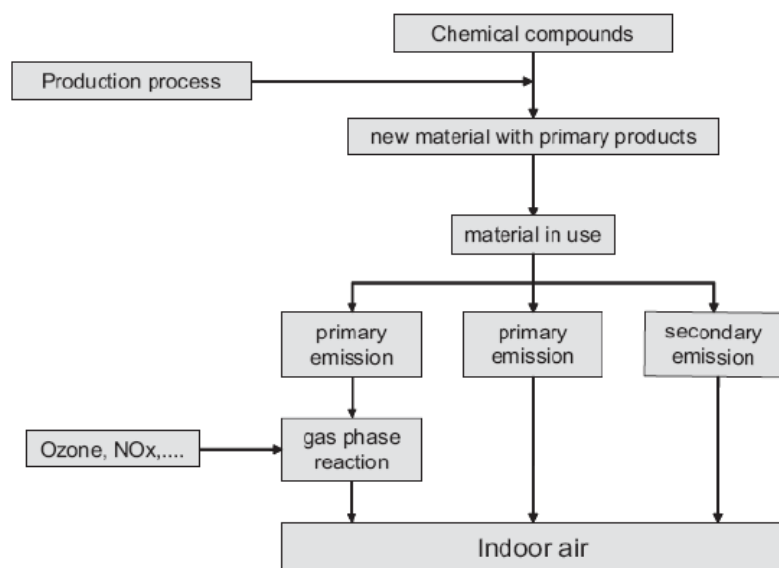 Chemical compounds
Production process
new material with primary products
material in use
primary
emission
primary
emission
secondary
emission
Ozone, NOx,....
gas phase
reaction
Indoor air